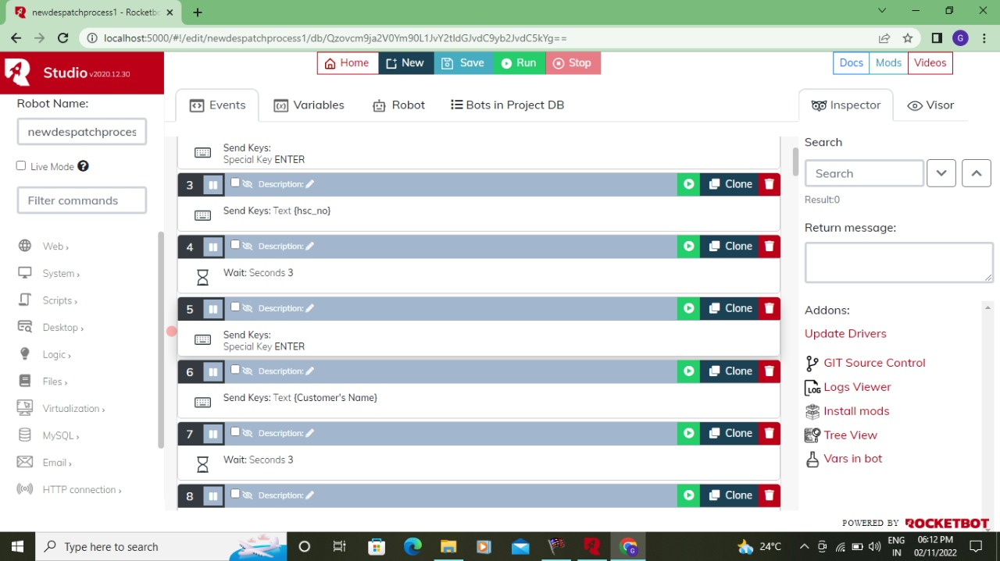 newdespatchprocess1 - Rocketb
localhost:5000/#!/edit/newdespatchprocess1/db/Qzovcm9ja2V0Ym90L1JvY2tldGJvdC9yb2JvdC5kYg==
G
Studio v2020.12.30
Home New Save Run Stop
Docs Mods Videos
Robot Name:
newdespatchproces
Live Mode ?
Filter commands
Web ›
System ›
Scripts ›
Desktop ›
Logic ›
Files ›
Virtualization ›
MySQL ›
Email ›
HTTP connection ›
Events Variables Robot Bots in Project DB
Send Keys:
Special Key ENTER
3 Description: Clone
Send Keys: Text {hsc_no}
4 Description: Clone
Wait: Seconds 3
5 Description: Clone
Send Keys:
Special Key ENTER
6 Description: Clone
Send Keys: Text {Customer's Name}
7 Description: Clone
Wait: Seconds 3
8 Description: Clone
Inspector Visor
Search
Search
Result:0
Return message:
Addons:
Update Drivers
GIT Source Control
LOG Logs Viewer
Install mods
Tree View
Vars in bot
POWERED BY ROCKETBOT
Type here to search
24°C
ENG
IN
06:12 PM
02/11/2022